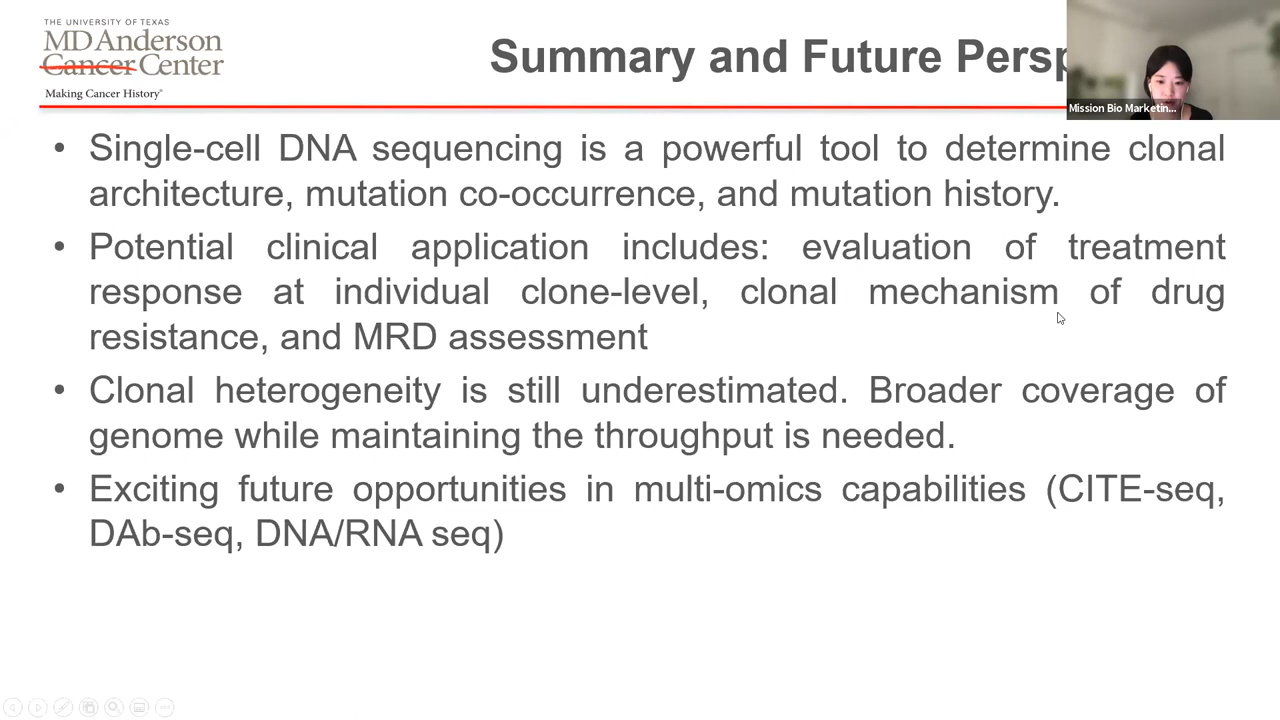 THE UNIVERSITY OF TEXAS
MD Anderson
Cancer Center
Making Cancer History®
Summary and Future
Mission Bio Marketin...
• Single-cell DNA sequencing is a powerful tool to determine clonal
architecture, mutation co-occurrence, and mutation history.
• Potential clinical application includes: evaluation of treatment
response at individual clone-level, clonal mechanism of drug
resistance, and MRD assessment
• Clonal heterogeneity is still underestimated. Broader coverage of
genome while maintaining the throughput is needed.
• Exciting future opportunities in multi-omics capabilities (CITE-seq,
DAb-seq, DNA/RNA seq)